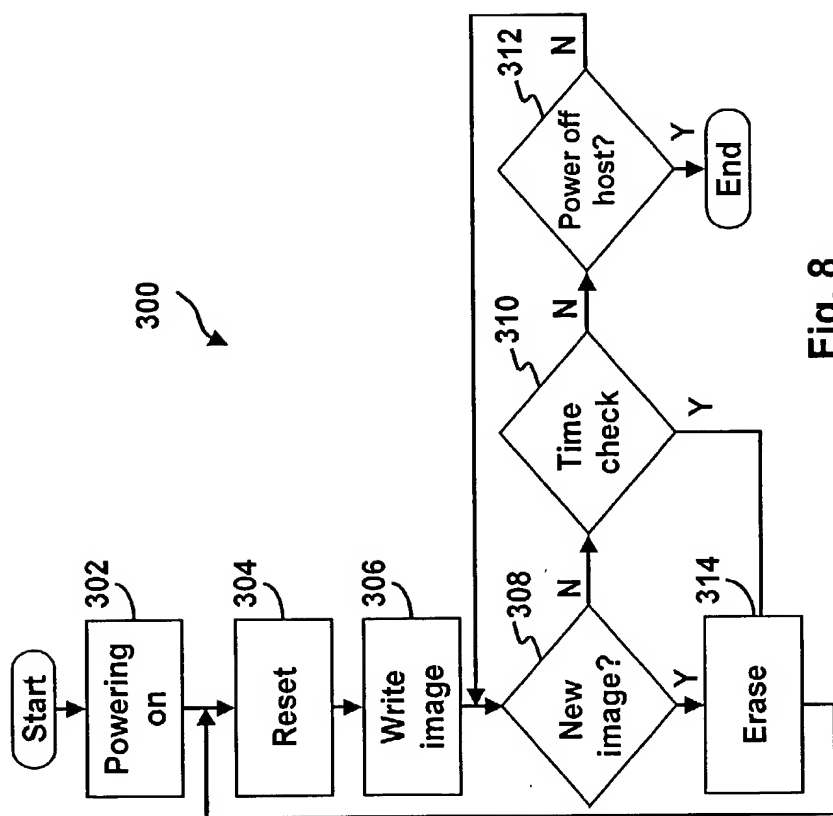 300
Start
302
Powering
on
304
Reset
306
Write
image
308
New
image?
N
Y
310
Time
check
N
Y
312
Power off
host?
N
Y
End
314
Erase
Fig. 8